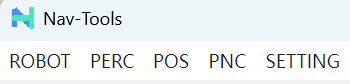 Nav-Tools
ROBOT PERC POS PNC SETTING